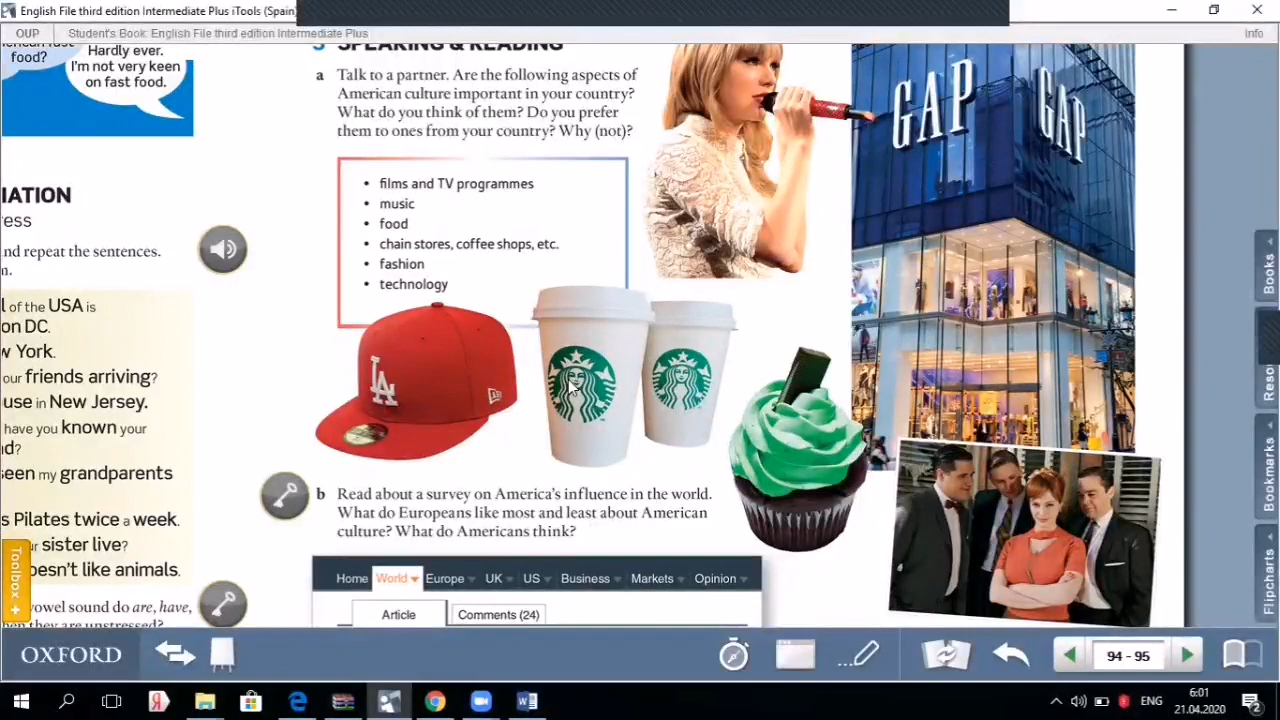 English File third edition Intermediate Plus iTools (Spain)
OUP
Student's Book: English File third edition Intermediate Plus
Info
food?
Hardly ever.
I'm not very keen
on fast food.
SPEAKING & READING
a Talk to a partner. Are the following aspects of
American culture important in your country?
What do you think of them? Do you prefer
them to ones from your country? Why (not)?
• films and TV programmes
• music
• food
• chain stores, coffee shops, etc.
• fashion
• technology
GAP
GAP
LA
IATION
ress
nd repeat the sentences.
n.
l of the USA is
on DC.
w York.
our friends arriving?
use in New Jersey.
have you known your
nd?
seen my grandparents
s Pilates twice a week.
ur sister live?
oesn't like animals.
vowel sound do are, have,
hen they are unstressed?
b Read about a survey on America's influence in the world.
What do Europeans like most and least about American
culture? What do Americans think?
Home World Europe UK US Business Markets Opinion
Article Comments (24)
Toolbox +
Books
Reso
Bookmarks
Flipcharts
OXFORD
94 - 95
ENG
6:01
21.04.2020
2